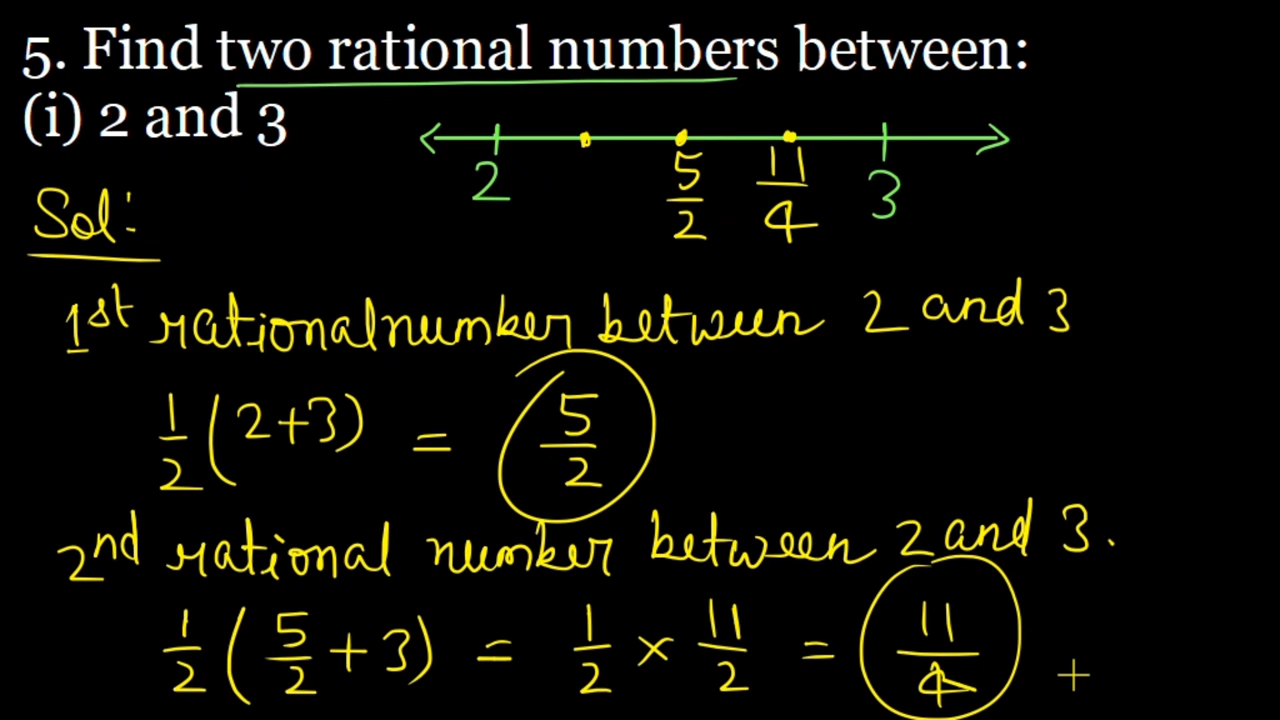 5. Find two rational numbers between:
(i) 2 and 3
2 5/2 11/4 3
Sol:
1st rational number between 2 and 3
1/2 (2+3) = 5/2
2nd rational number between 2 and 3.
1/2 (5/2 + 3) = 1/2 × 11/2 = 11/4